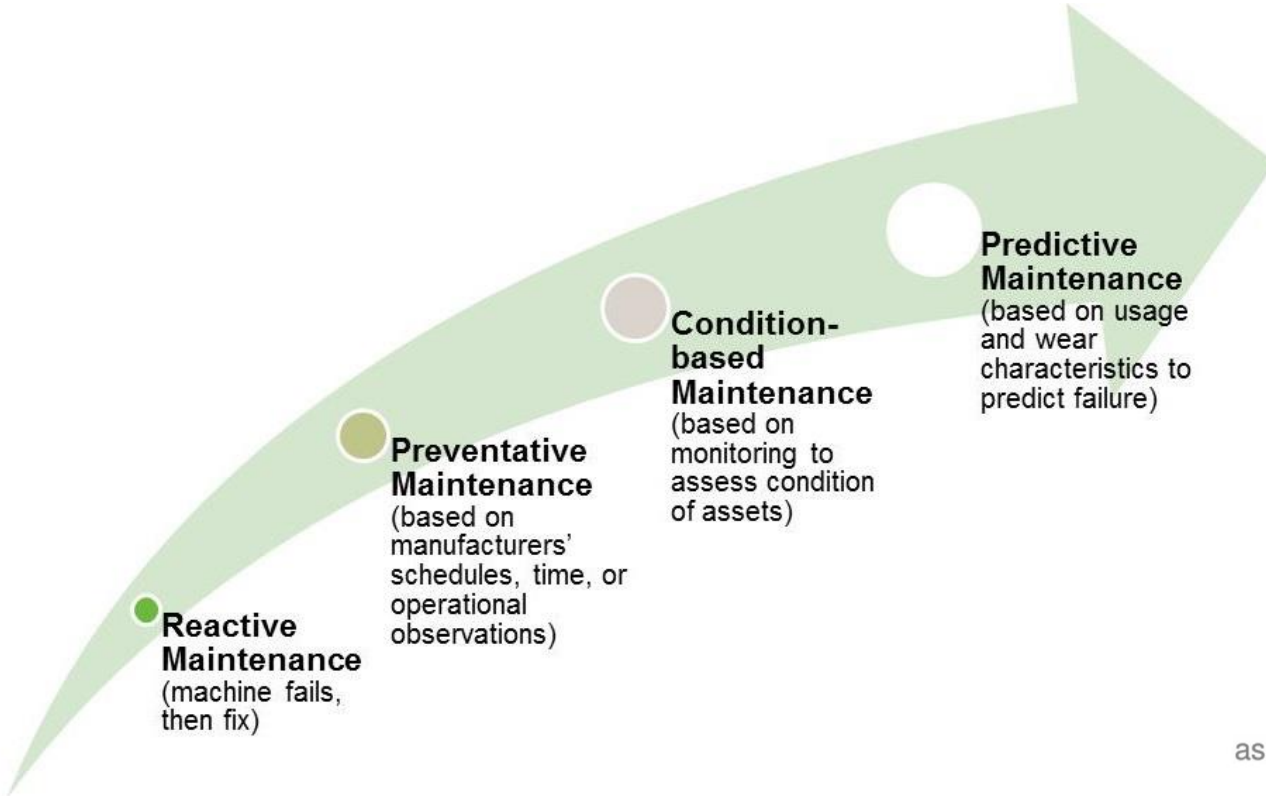 Predictive
Maintenance
(based on usage
and wear
characteristics to
predict failure)
Condition-
based
Maintenance
(based on
monitoring to
assess condition
of assets)
Preventative
Maintenance
(based on
manufacturers’
schedules, time, or
operational
observations)
Reactive
Maintenance
(machine fails,
then fix)
as